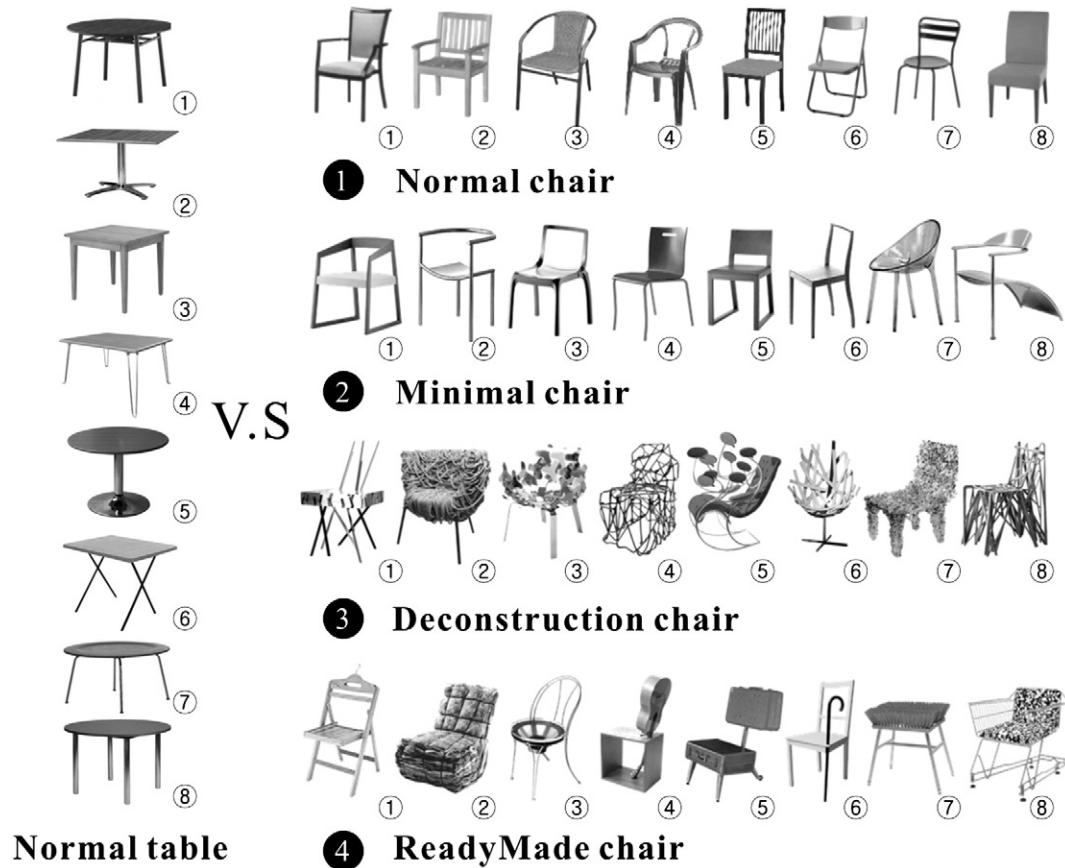 ① ② ③ ④ ⑤ ⑥ ⑦ ⑧
❶ Normal chair
① ② ③ ④ ⑤ ⑥ ⑦ ⑧
❷ Minimal chair
① ② ③ ④ ⑤ ⑥ ⑦ ⑧
❸ Deconstruction chair
① ② ③ ④ ⑤ ⑥ ⑦ ⑧
❹ ReadyMade chair
V.S
①
②
③
④
⑤
⑥
⑦
⑧
Normal table